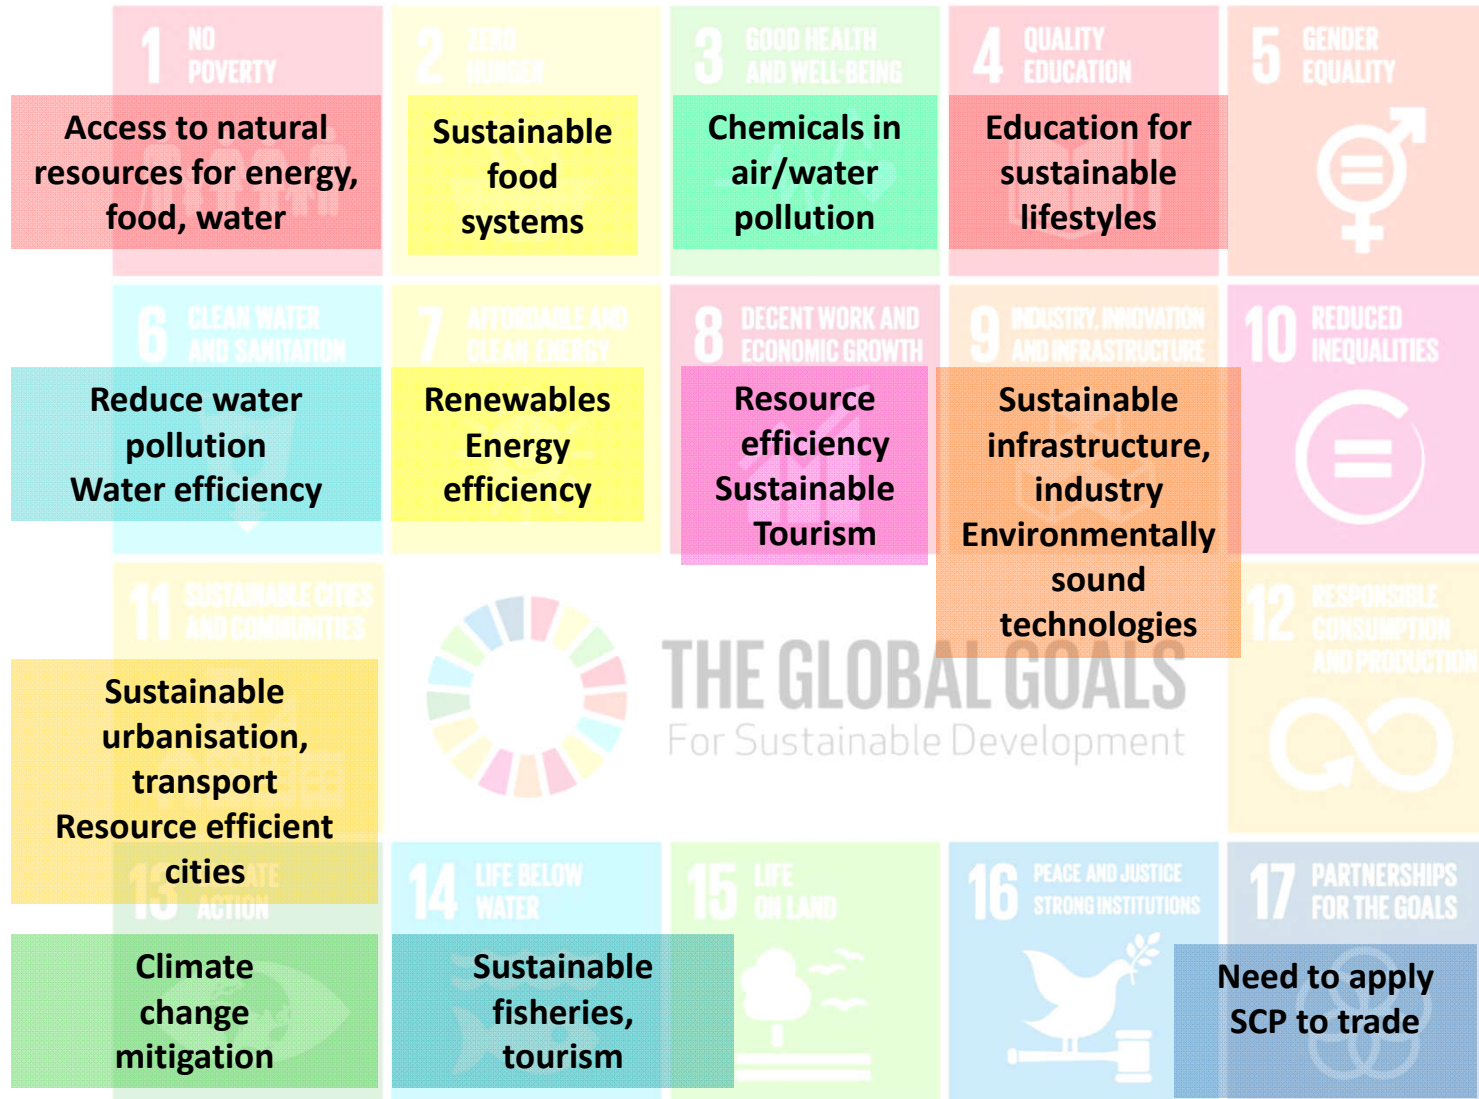 1 NO
POVERTY
2 ZERO
HUNGER
3 GOOD HEALTH
AND WELL-BEING
4 QUALITY
EDUCATION
5 GENDER
EQUALITY
Access to natural
resources for energy,
food, water
Sustainable
food
systems
Chemicals in
air/water
pollution
Education for
sustainable
lifestyles
6 CLEAN WATER
AND SANITATION
7 AFFORDABLE AND
CLEAN ENERGY
8 DECENT WORK AND
ECONOMIC GROWTH
9 INDUSTRY, INNOVATION
AND INFRASTRUCTURE
10 REDUCED
INEQUALITIES
Reduce water
pollution
Water efficiency
Renewables
Energy
efficiency
Resource
efficiency
Sustainable
Tourism
Sustainable
infrastructure,
industry
Environmentally
sound
technologies
11 SUSTAINABLE CITIES
AND COMMUNITIES
THE GLOBAL GOALS
For Sustainable Development
12 RESPONSIBLE
CONSUMPTION
AND PRODUCTION
Sustainable
urbanisation,
transport
Resource efficient
cities
13 CLIMATE
ACTION
14 LIFE BELOW
WATER
15 LIFE
ON LAND
16 PEACE AND JUSTICE
STRONG INSTITUTIONS
17 PARTNERSHIPS
FOR THE GOALS
Climate
change
mitigation
Sustainable
fisheries,
tourism
Need to apply
SCP to trade